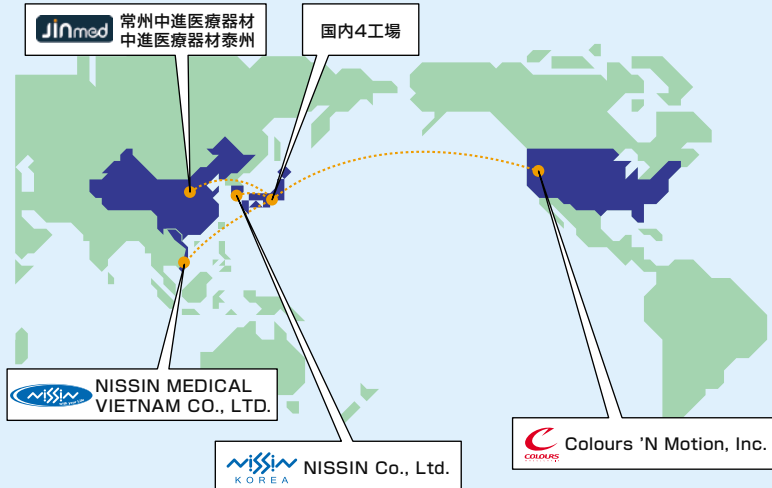 Jinmed
常州中進医療器材
中進医療器材泰州
国内4工場
NISSIN
NISSIN MEDICAL
VIETNAM CO., LTD.
NISSIN
KOREA
NISSIN Co., Ltd.
COLOURS
Colours 'N Motion, Inc.